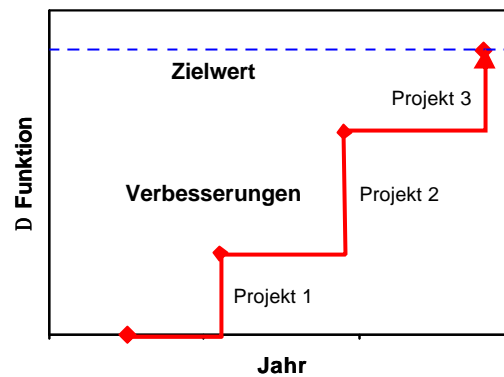 Zielwert
Projekt 3
D Funktion
Verbesserungen
Projekt 2
Projekt 1
Jahr